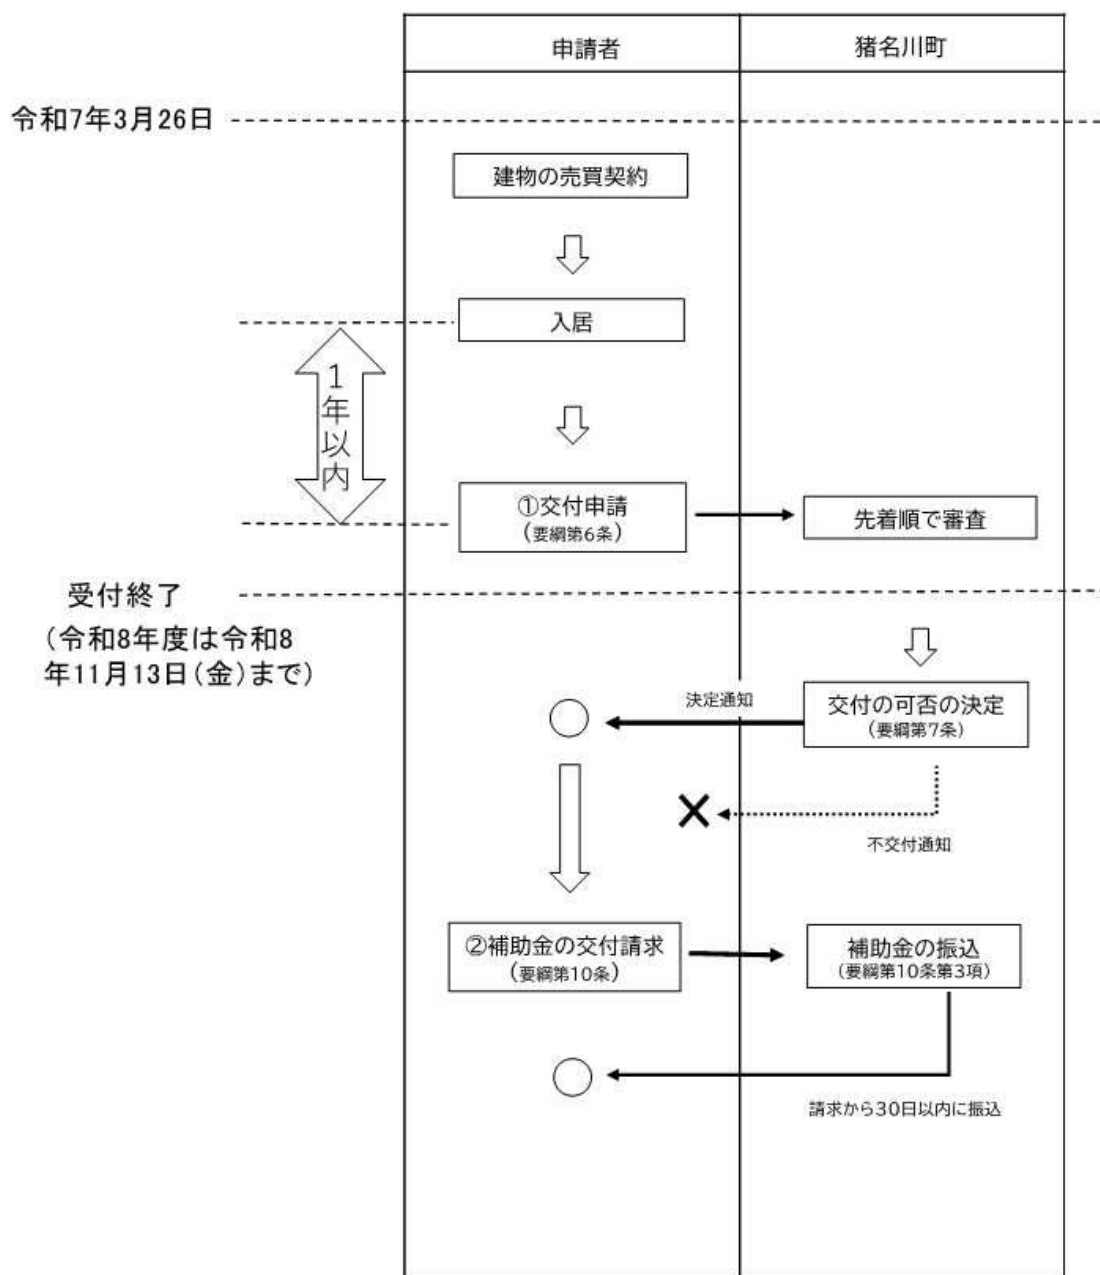 申請者
猪名川町
令和7年3月26日
建物の売買契約
入居
1年以内
①交付申請
(要綱第6条)
先着順で審査
受付終了
(令和8年度は令和8
年11月13日(金)まで)
決定通知
交付の可否の決定
(要綱第7条)
不交付通知
②補助金の交付請求
(要綱第10条)
補助金の振込
(要綱第10条第3項)
請求から30日以内に振込